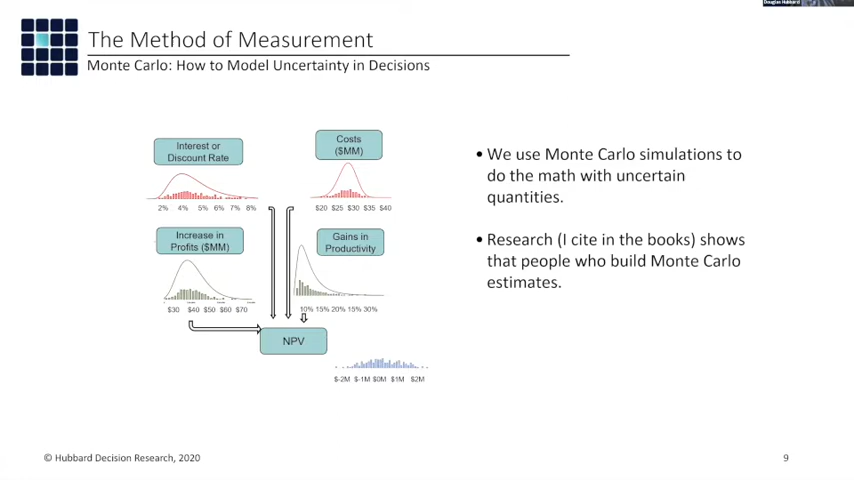 Douglas Hubbard
The Method of Measurement
Monte Carlo: How to Model Uncertainty in Decisions
Interest or
Discount Rate
2% 4% 5% 6% 7% 8%
Costs
($MM)
$20 $25 $30 $35 $40
Increase in
Profits ($MM)
$30 $40 $50 $60 $70
Gains in
Productivity
10% 15% 20% 15% 30%
NPV
$-2M $-1M $0M $1M $2M
• We use Monte Carlo simulations to
do the math with uncertain
quantities.
• Research (I cite in the books) shows
that people who build Monte Carlo
estimates.
© Hubbard Decision Research, 2020
9